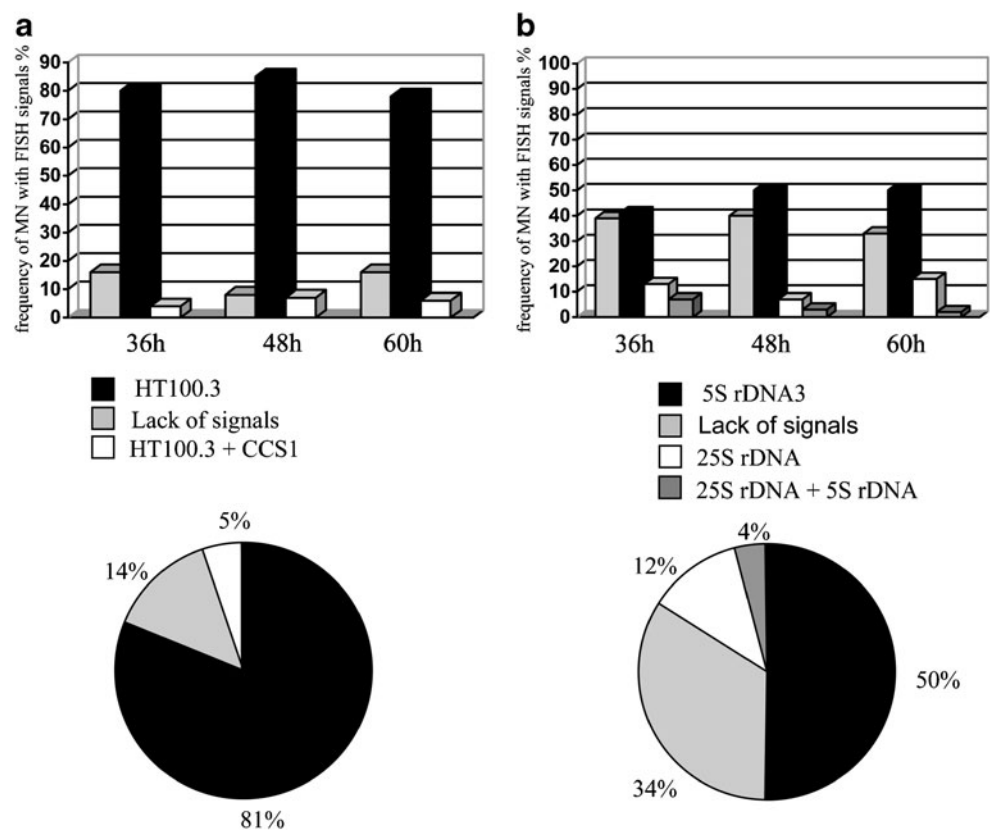 a
frequency of MN with FISH signals %
90
80
70
60
50
40
30
20
10
0
36h 48h 60h
HT100.3
Lack of signals
HT100.3 + CCS1
5%
14%
81%
b
frequency of MN with FISH signals %
100
90
80
70
60
50
40
30
20
10
0
36h 48h 60h
5S rDNA3
Lack of signals
25S rDNA
25S rDNA + 5S rDNA
4%
12%
50%
34%